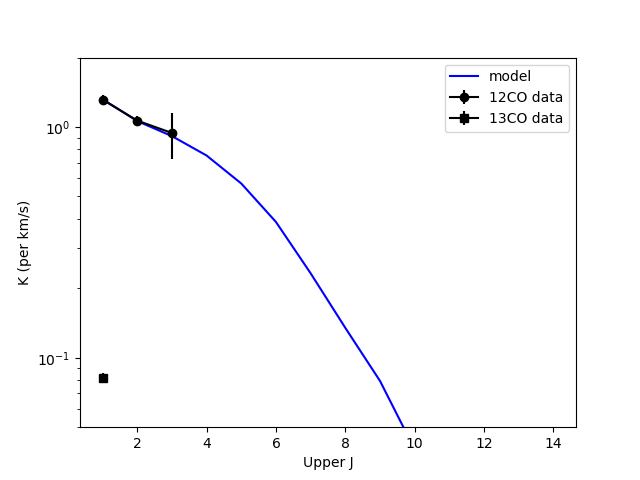 model
12CO data
13CO data
K (per km/s)
10⁰
10⁻¹
2 4 6 8 10 12 14
Upper J